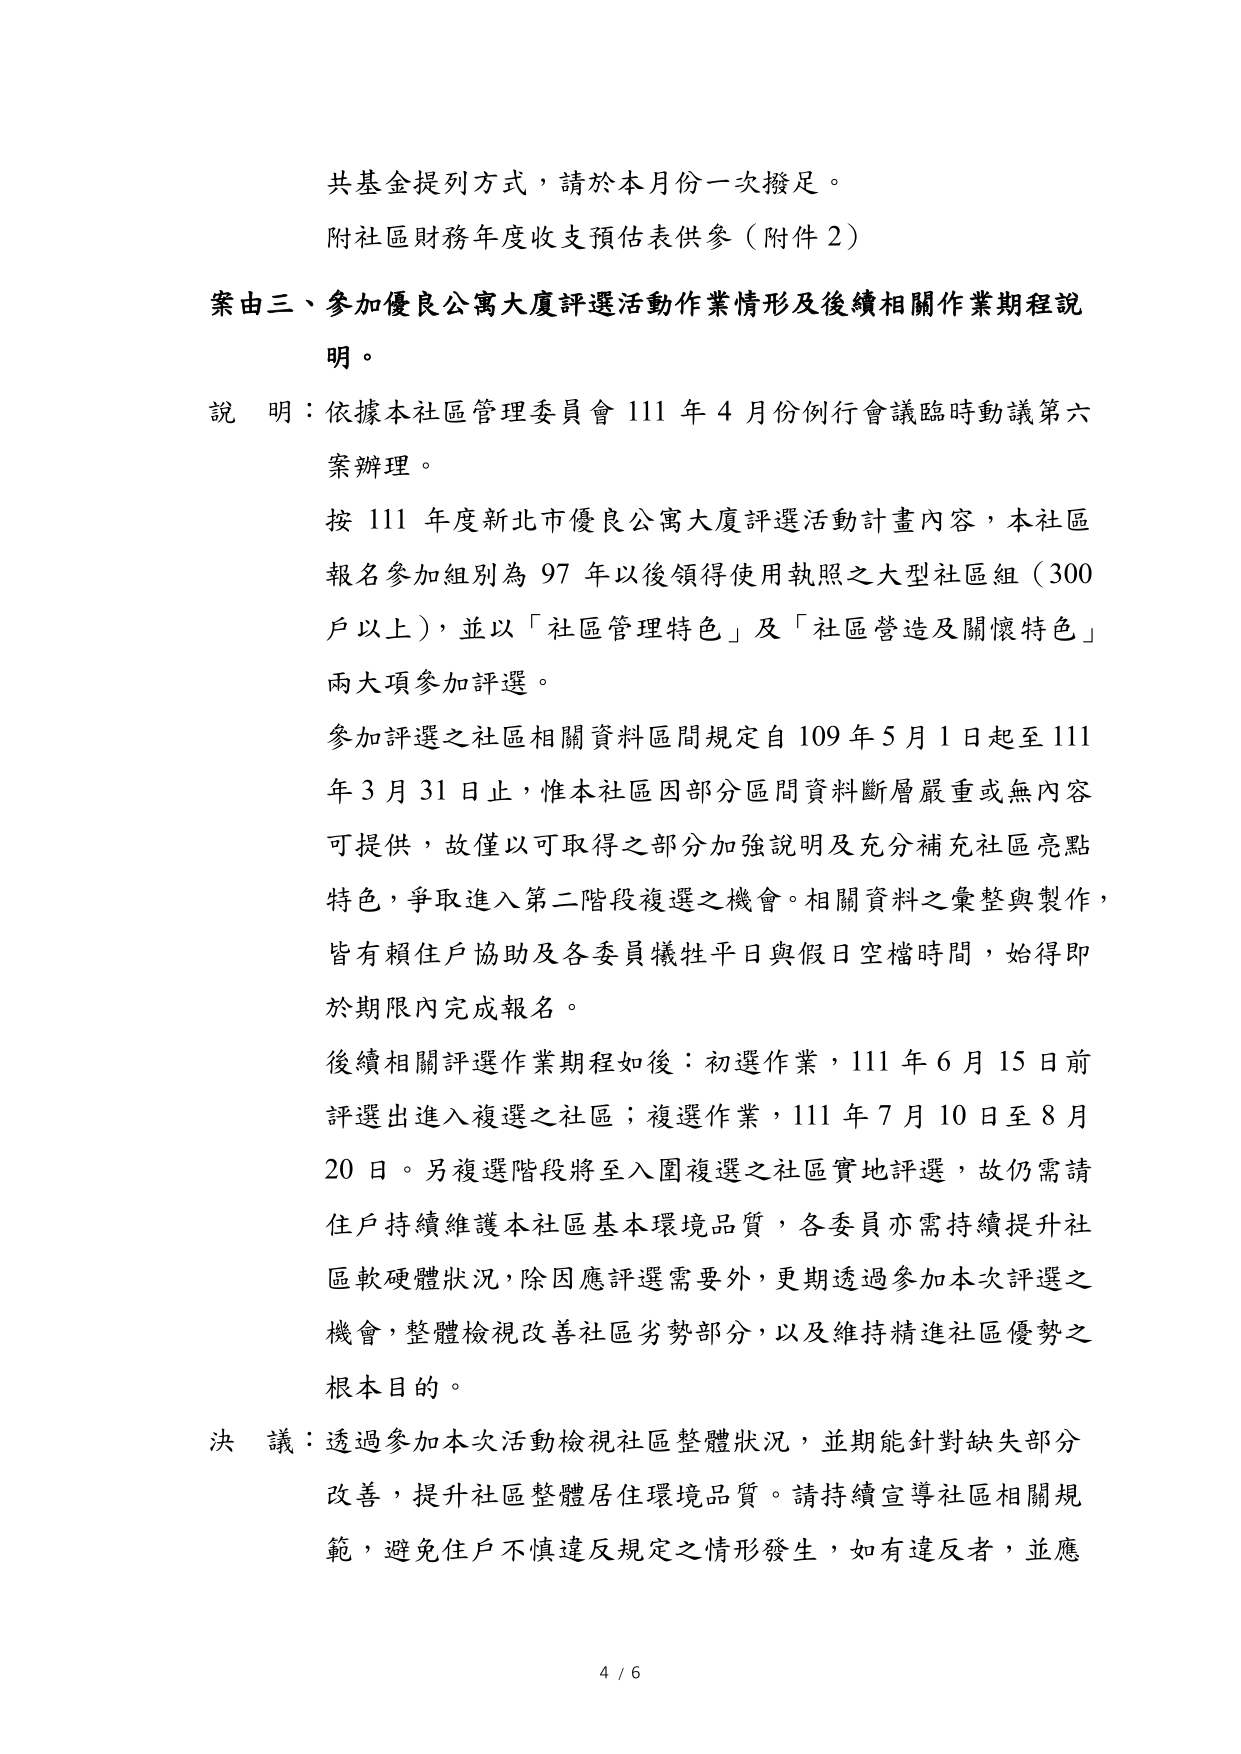 共基金提列方式，請於本月份一次撥足。
附社區財務年度收支預估表供參（附件 2）
案由三、參加優良公寓大廈評選活動作業情形及後續相關作業期程說
明。
說　明：依據本社區管理委員會 111 年 4 月份例行會議臨時動議第六
案辦理。
按 111 年度新北市優良公寓大廈評選活動計畫內容，本社區
報名參加組別為 97 年以後領得使用執照之大型社區組（300
戶以上），並以「社區管理特色」及「社區營造及關懷特色」
兩大項參加評選。
參加評選之社區相關資料區間規定自 109 年 5 月 1 日起至 111
年 3 月 31 日止，惟本社區因部分區間資料斷層嚴重或無內容
可提供，故僅以可取得之部分加強說明及充分補充社區亮點
特色，爭取進入第二階段複選之機會。相關資料之彙整與製作，
皆有賴住戶協助及各委員犧牲平日與假日空檔時間，始得即
於期限內完成報名。
後續相關評選作業期程如後：初選作業，111 年 6 月 15 日前
評選出進入複選之社區；複選作業，111 年 7 月 10 日至 8 月
20 日。另複選階段將至入圍複選之社區實地評選，故仍需請
住戶持續維護本社區基本環境品質，各委員亦需持續提升社
區軟硬體狀況，除因應評選需要外，更期透過參加本次評選之
機會，整體檢視改善社區劣勢部分，以及維持精進社區優勢之
根本目的。
決　議：透過參加本次活動檢視社區整體狀況，並期能針對缺失部分
改善，提升社區整體居住環境品質。請持續宣導社區相關規
範，避免住戶不慎違反規定之情形發生，如有違反者，並應
4 / 6